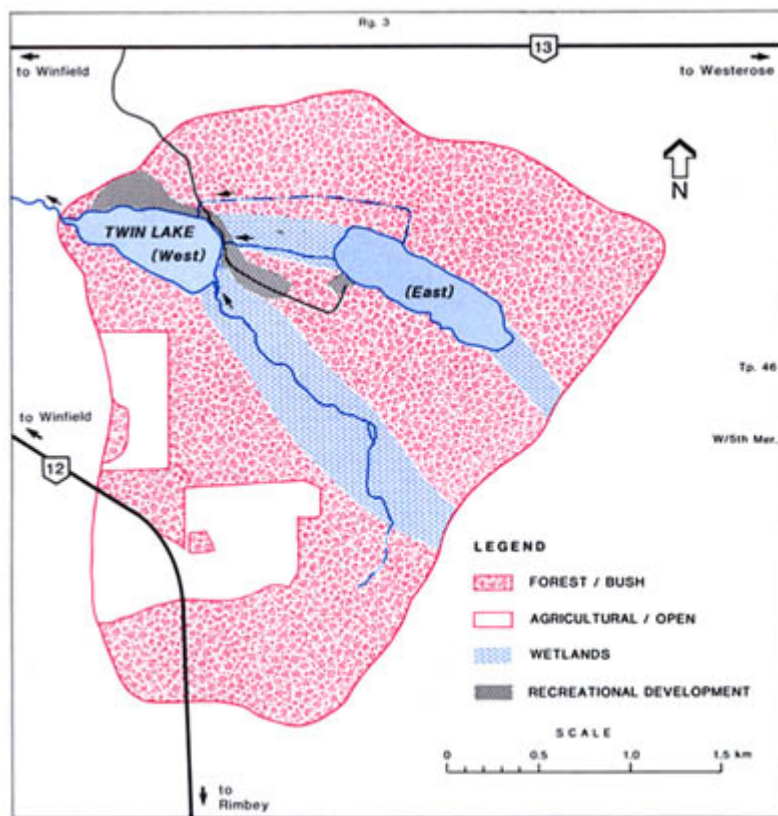 Rg. 3
13
to Winfield
to Westerose
N
TWIN LAKE
(West)
(East)
Tp. 46
to Winfield
W/5th Mer.
12
LEGEND
FOREST / BUSH
AGRICULTURAL / OPEN
WETLANDS
RECREATIONAL DEVELOPMENT
SCALE
0 0.5 1.0 1.5 km
to
Rimbey